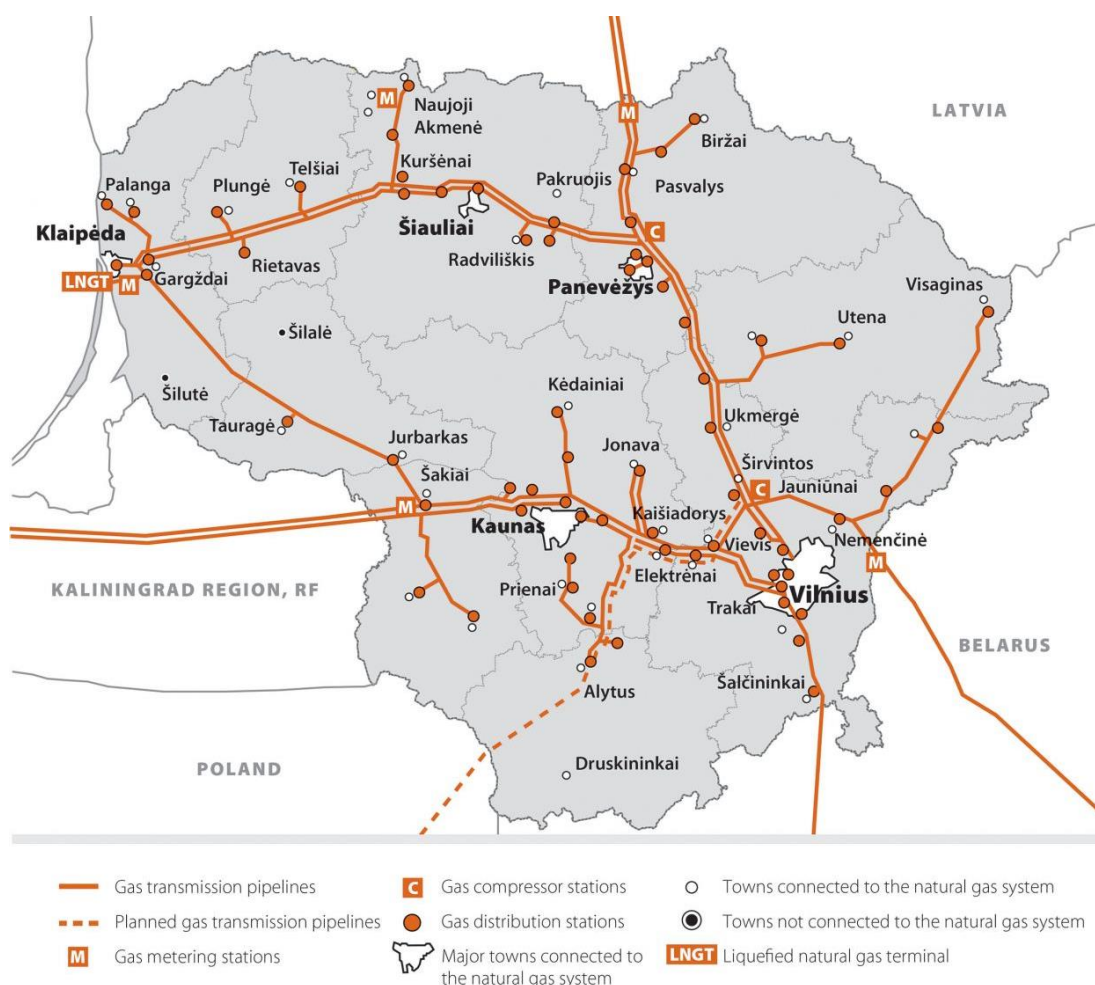 M
Naujoji
Akmenė
LATVIA
M
Biržai
Telšiai
Kuršėnai
Palanga
Plungė
Pakruojis
Pasvalys
Klaipėda
Šiauliai
C
Rietavas
Radviliškis
LNGT
M
Gargždai
Panevėžys
Visaginas
Šilalė
Utena
Šilutė
Kėdainiai
Tauragė
Ukmergė
Jurbarkas
Jonava
Šakiai
Širvintos
C
Jauniūnai
M
Kaunas
Kaišiadorys
Vievis
Nemenčinė
M
Elektrėnai
KALININGRAD REGION, RF
Prienai
Trakai
Vilnius
BELARUS
Alytus
Šalčininkai
POLAND
Druskininkai
Gas transmission pipelines
C
Gas compressor stations
Towns connected to the natural gas system
Planned gas transmission pipelines
Gas distribution stations
Towns not connected to the natural gas system
M
Gas metering stations
Major towns connected to
the natural gas system
LNGT
Liquefied natural gas terminal